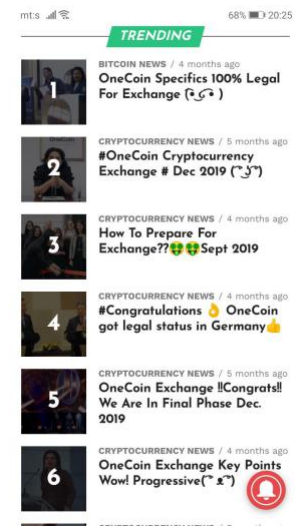 mt:s 68% 20:25
TRENDING
BITCOIN NEWS / 4 months ago
1
OneCoin Specifics 100% Legal
For Exchange (͡• ͜ʖ ͡• )
CRYPTOCURRENCY NEWS / 5 months ago
2
#OneCoin Cryptocurrency
Exchange # Dec 2019 (͡° ͜ʖ ͡°)
CRYPTOCURRENCY NEWS / 4 months ago
3
How To Prepare For
Exchange??🤑🤑Sept 2019
CRYPTOCURRENCY NEWS / 4 months ago
4
#Congratulations 👌 OneCoin
got legal status in Germany👍
CRYPTOCURRENCY NEWS / 5 months ago
5
OneCoin Exchange !!Congrats!!
We Are In Final Phase Dec.
2019
CRYPTOCURRENCY NEWS / 4 months ago
6
OneCoin Exchange Key Points
Wow! Progressive(͡° ᴥ ͡°)